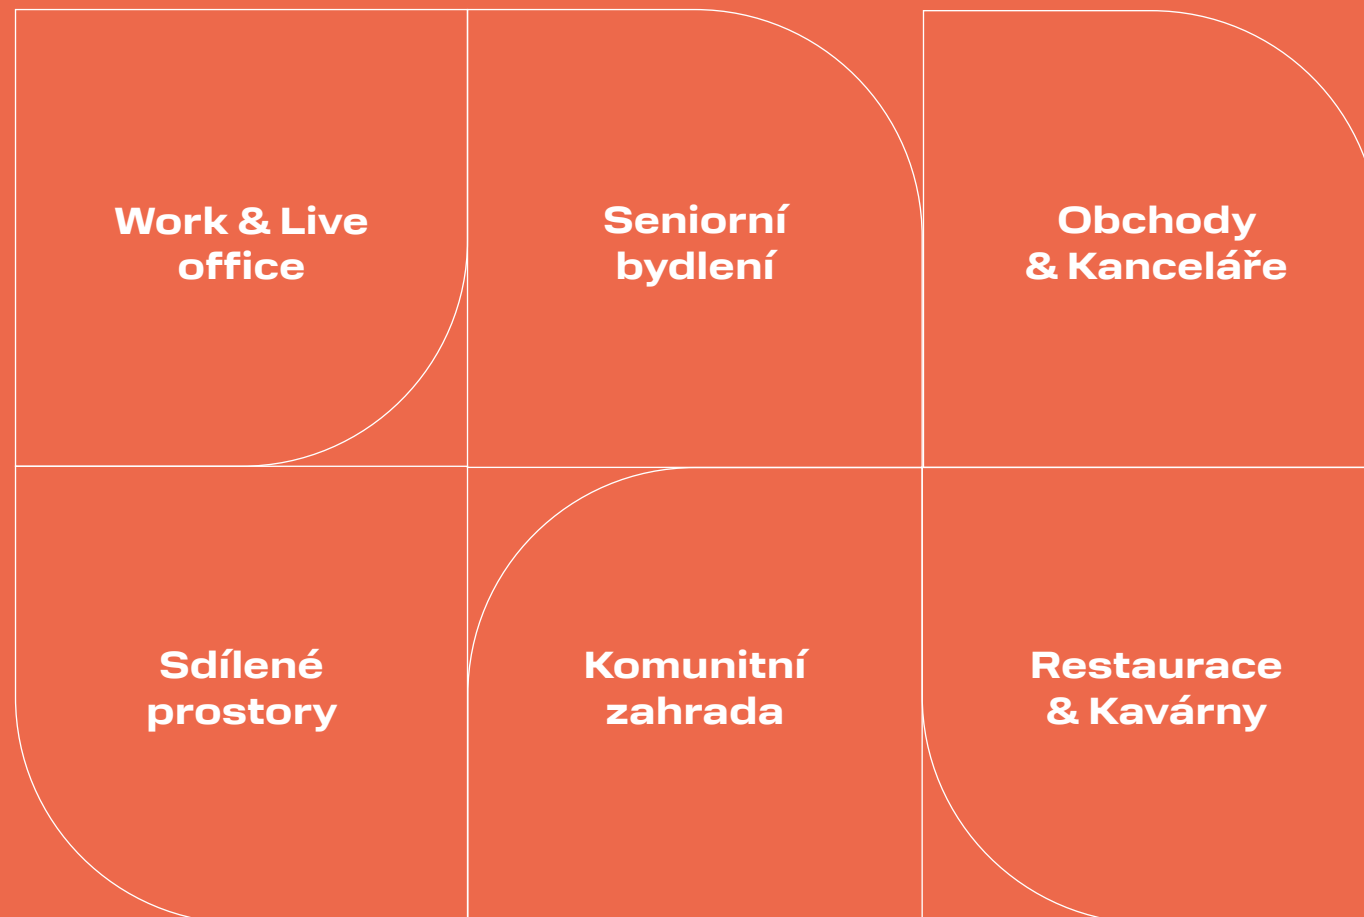 Work & Live
office
Seniorní
bydlení
Obchody
& Kanceláře
Sdílené
prostory
Komunitní
zahrada
Restaurace
& Kavárny